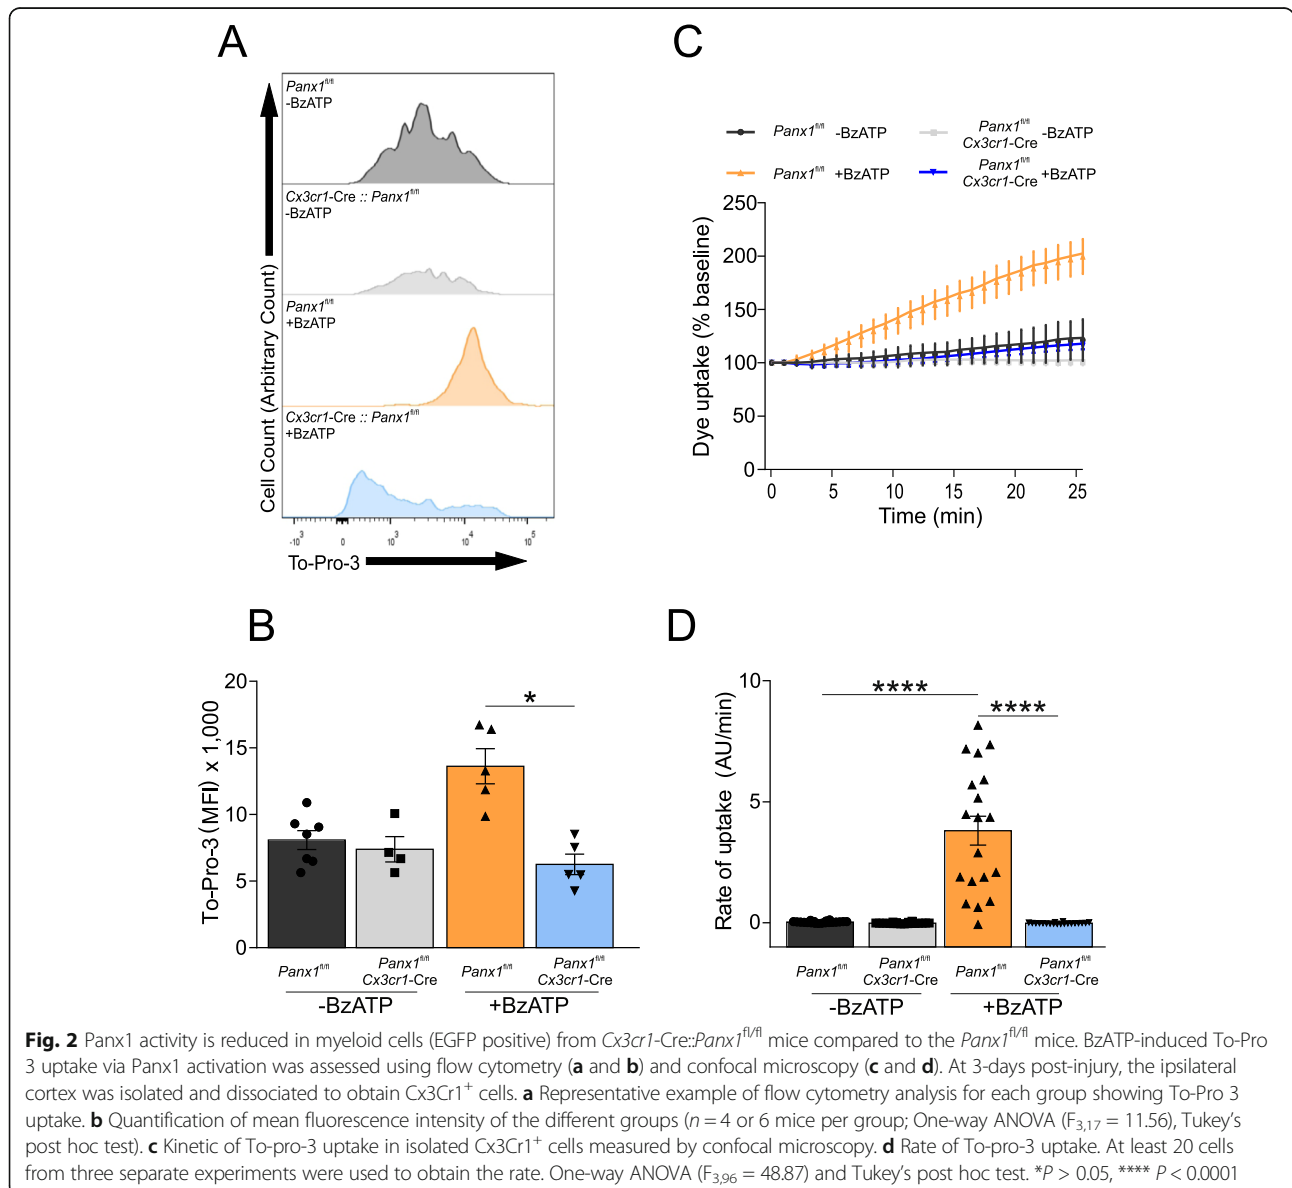 A
Panx1fl/fl
-BzATP
Cx3cr1-Cre :: Panx1fl/fl
-BzATP
Panx1fl/fl
+BzATP
Cx3cr1-Cre :: Panx1fl/fl
+BzATP
Cell Count (Arbitrary Count)
-10^3 0 10^3 10^4 10^5
To-Pro-3
C
Panx1fl/fl -BzATP
Panx1fl/fl Cx3cr1-Cre -BzATP
Panx1fl/fl +BzATP
Panx1fl/fl Cx3cr1-Cre +BzATP
Dye uptake (% baseline)
250
200
150
100
50
0
0 5 10 15 20 25
Time (min)
B
To-Pro-3 (MFI) x 1,000
20
15
10
5
0
*
Panx1fl/fl
Panx1fl/fl
Cx3cr1-Cre
Panx1fl/fl
Panx1fl/fl
Cx3cr1-Cre
-BzATP +BzATP
D
Rate of uptake (AU/min)
10
5
0
****
****
Panx1fl/fl
Panx1fl/fl
Cx3cr1-Cre
Panx1fl/fl
Panx1fl/fl
Cx3cr1-Cre
-BzATP +BzATP
Fig. 2 Panx1 activity is reduced in myeloid cells (EGFP positive) from Cx3cr1-Cre::Panx1fl/fl mice compared to the Panx1fl/fl mice. BzATP-induced To-Pro
3 uptake via Panx1 activation was assessed using flow cytometry (a and b) and confocal microscopy (c and d). At 3-days post-injury, the ipsilateral
cortex was isolated and dissociated to obtain Cx3Cr1+ cells. a Representative example of flow cytometry analysis for each group showing To-Pro 3
uptake. b Quantification of mean fluorescence intensity of the different groups (n = 4 or 6 mice per group; One-way ANOVA (F3,17 = 11.56), Tukey's
post hoc test). c Kinetic of To-pro-3 uptake in isolated Cx3Cr1+ cells measured by confocal microscopy. d Rate of To-pro-3 uptake. At least 20 cells
from three separate experiments were used to obtain the rate. One-way ANOVA (F3,96 = 48.87) and Tukey's post hoc test. *P > 0.05, **** P < 0.0001